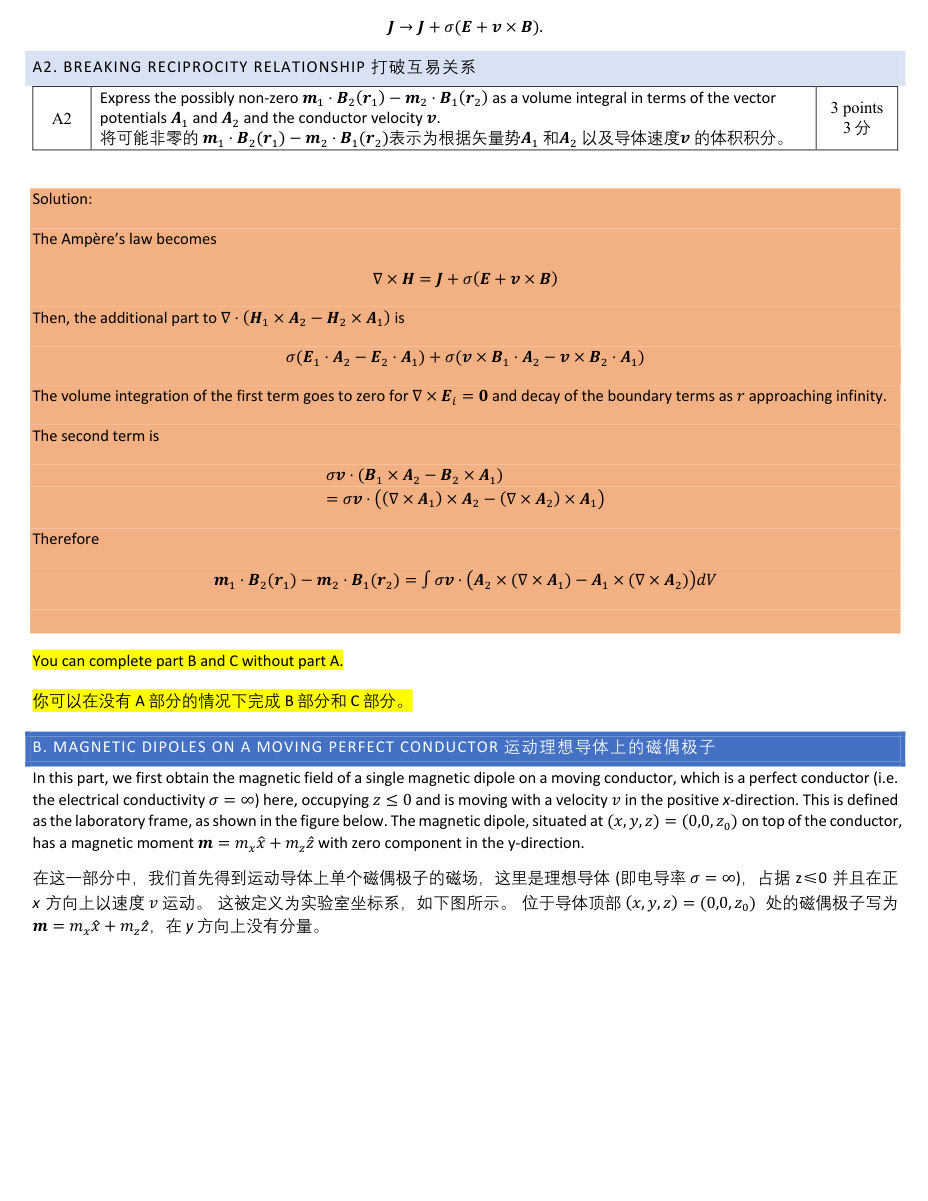 𝑱 → 𝑱 + 𝜎(𝑬 + 𝒗 × 𝑩).
A2. BREAKING RECIPROCITY RELATIONSHIP 打破互易关系
A2
Express the possibly non-zero 𝒎₁ · 𝑩₂(𝒓₁) − 𝒎₂ · 𝑩₁(𝒓₂) as a volume integral in terms of the vector
potentials 𝑨₁ and 𝑨₂ and the conductor velocity 𝒗.
将可能非零的 𝒎₁ · 𝑩₂(𝒓₁) − 𝒎₂ · 𝑩₁(𝒓₂)表示为根据矢量势𝑨₁ 和𝑨₂ 以及导体速度𝒗 的体积积分。
3 points
3 分
Solution:
The Ampère’s law becomes
∇ × 𝑯 = 𝑱 + 𝜎(𝑬 + 𝒗 × 𝑩)
Then, the additional part to ∇ · (𝑯₁ × 𝑨₂ − 𝑯₂ × 𝑨₁) is
𝜎(𝑬₁ · 𝑨₂ − 𝑬₂ · 𝑨₁) + 𝜎(𝒗 × 𝑩₁ · 𝑨₂ − 𝒗 × 𝑩₂ · 𝑨₁)
The volume integration of the first term goes to zero for ∇ × 𝑬ᵢ = 𝟎 and decay of the boundary terms as 𝑟 approaching infinity.
The second term is
𝜎𝒗 · (𝑩₁ × 𝑨₂ − 𝑩₂ × 𝑨₁)
= 𝜎𝒗 · ((∇ × 𝑨₁) × 𝑨₂ − (∇ × 𝑨₂) × 𝑨₁)
Therefore
𝒎₁ · 𝑩₂(𝒓₁) − 𝒎₂ · 𝑩₁(𝒓₂) = ∫ 𝜎𝒗 · (𝑨₂ × (∇ × 𝑨₁) − 𝑨₁ × (∇ × 𝑨₂))𝑑𝑉
You can complete part B and C without part A.
你可以在没有 A 部分的情况下完成 B 部分和 C 部分。
B. MAGNETIC DIPOLES ON A MOVING PERFECT CONDUCTOR 运动理想导体上的磁偶极子
In this part, we first obtain the magnetic field of a single magnetic dipole on a moving conductor, which is a perfect conductor (i.e.
the electrical conductivity 𝜎 = ∞) here, occupying 𝑧 ≤ 0 and is moving with a velocity 𝑣 in the positive x-direction. This is defined
as the laboratory frame, as shown in the figure below. The magnetic dipole, situated at (𝑥, 𝑦, 𝑧) = (0,0, 𝑧₀) on top of the conductor,
has a magnetic moment 𝒎 = 𝑚ₓ𝑥̂ + 𝑚_𝑧𝑧̂ with zero component in the y-direction.
在这一部分中，我们首先得到运动导体上单个磁偶极子的磁场，这里是理想导体 (即电导率 𝜎 = ∞)，占据 z≤0 并且在正
x 方向上以速度 𝑣 运动。 这被定义为实验室坐标系，如下图所示。 位于导体顶部 (𝑥, 𝑦, 𝑧) = (0,0, 𝑧₀) 处的磁偶极子写为
𝒎 = 𝑚ₓ𝑥̂ + 𝑚_𝑧𝑧̂，在 y 方向上没有分量。